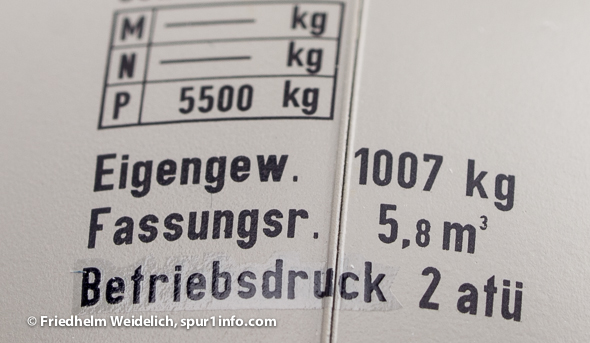 M ——— kg
N ——— kg
P 5500 kg
Eigengew. 1007 kg
Fassungsr. 5,8 m³
Betriebsdruck 2 atü
© Friedhelm Weidelich, spur1info.com